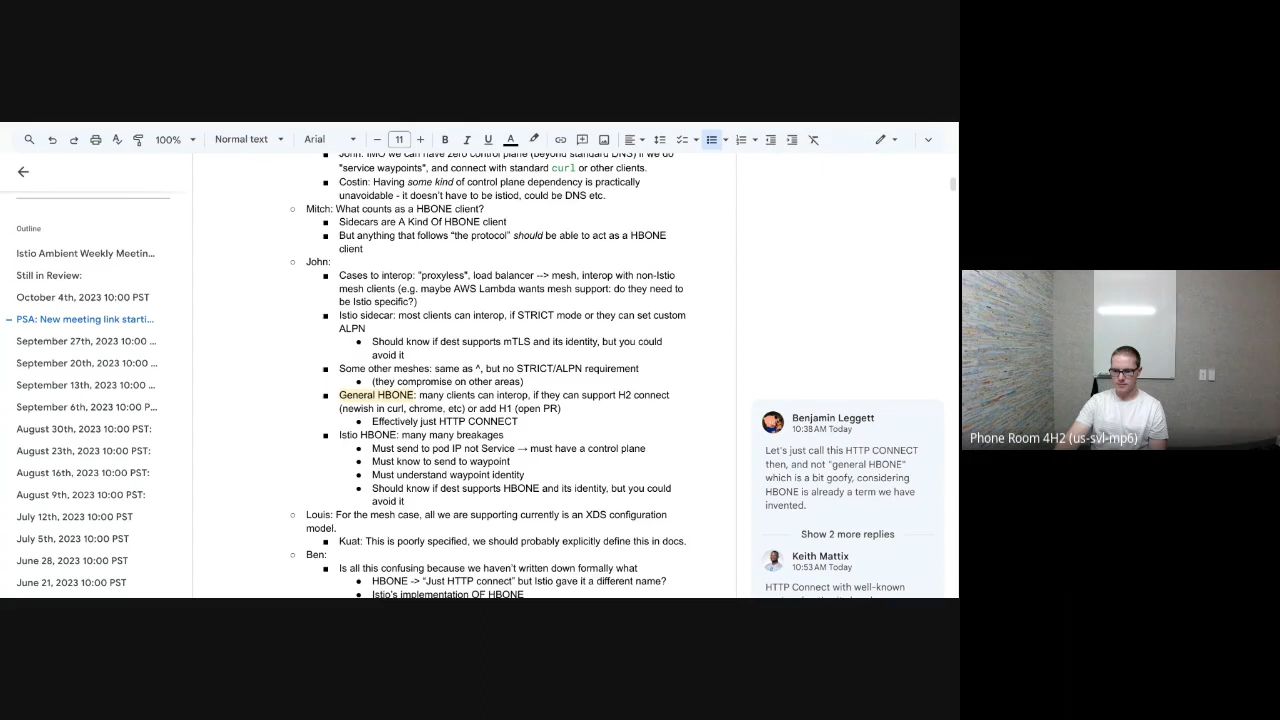 100%
Normal text
Arial
11
B
I
U
A
Outline
Istio Ambient Weekly Meetin...
Still in Review:
October 4th, 2023 10:00 PST
PSA: New meeting link starti...
September 27th, 2023 10:00 ...
September 20th, 2023 10:00 ...
September 13th, 2023 10:00 ...
September 6th, 2023 10:00 P...
August 30th, 2023 10:00 PST:
August 23th, 2023 10:00 PST:
August 16th, 2023 10:00 PST:
August 9th, 2023 10:00 PST:
July 12th, 2023 10:00 PST
July 5th, 2023 10:00 PST
June 28, 2023 10:00 PST
June 21, 2023 10:00 PST
John: IMO we can have zero control plane (beyond standard DNS) if we do
"service waypoints", and connect with standard curl or other clients.
Costin: Having some kind of control plane dependency is practically
unavoidable - it doesn't have to be istiod, could be DNS etc.
Mitch: What counts as a HBONE client?
Sidecars are A Kind Of HBONE client
But anything that follows “the protocol” should be able to act as a HBONE
client
John:
Cases to interop: "proxyless", load balancer --> mesh, interop with non-Istio
mesh clients (e.g. maybe AWS Lambda wants mesh support: do they need to
be Istio specific?)
Istio sidecar: most clients can interop, if STRICT mode or they can set custom
ALPN
Should know if dest supports mTLS and its identity, but you could
avoid it
Some other meshes: same as ^, but no STRICT/ALPN requirement
(they compromise on other areas)
General HBONE: many clients can interop, if they can support H2 connect
(newish in curl, chrome, etc) or add H1 (open PR)
Effectively just HTTP CONNECT
Istio HBONE: many many breakages
Must send to pod IP not Service → must have a control plane
Must know to send to waypoint
Must understand waypoint identity
Should know if dest supports HBONE and its identity, but you could
avoid it
Louis: For the mesh case, all we are supporting currently is an XDS configuration
model.
Kuat: This is poorly specified, we should probably explicitly define this in docs.
Ben:
Is all this confusing because we haven’t written down formally what
HBONE -> “Just HTTP connect” but Istio gave it a different name?
Istio’s implementation OF HBONE
Benjamin Leggett
10:38 AM Today
Let's just call this HTTP CONNECT
then, and not "general HBONE"
which is a bit goofy, considering
HBONE is already a term we have
invented.
Show 2 more replies
Keith Mattix
10:53 AM Today
HTTP Connect with well-known
Phone Room 4H2 (us-svl-mp6)